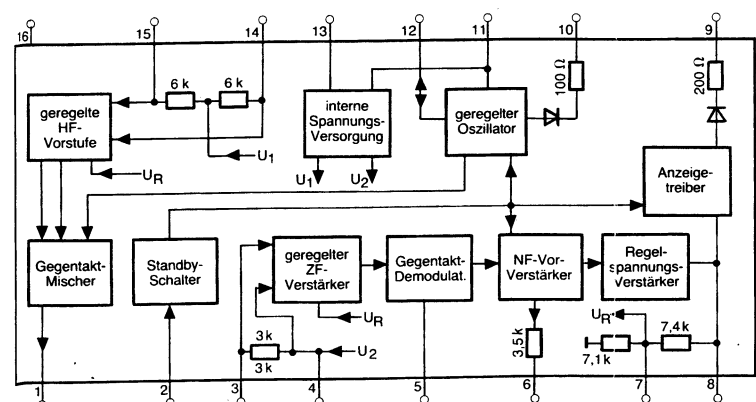 16
15
14
13
12
11
10
9
6 k
6 k
100 Ω
200 Ω
geregelte
HF-
Vorstufe
interne
Spannungs-
Versorgung
geregelter
Oszillator
Anzeige-
treiber
U1
UR
U1
U2
Gegentakt-
Mischer
Standby-
Schalter
geregelter
ZF-
Verstärker
Gegentakt-
Demodulat.
NF-Vor-
Verstärker
Regel-
spannungs-
Verstärker
UR
UR
3 k
3 k
U2
3,5 k
7,1 k
7,4 k
1
2
3
4
5
6
7
8